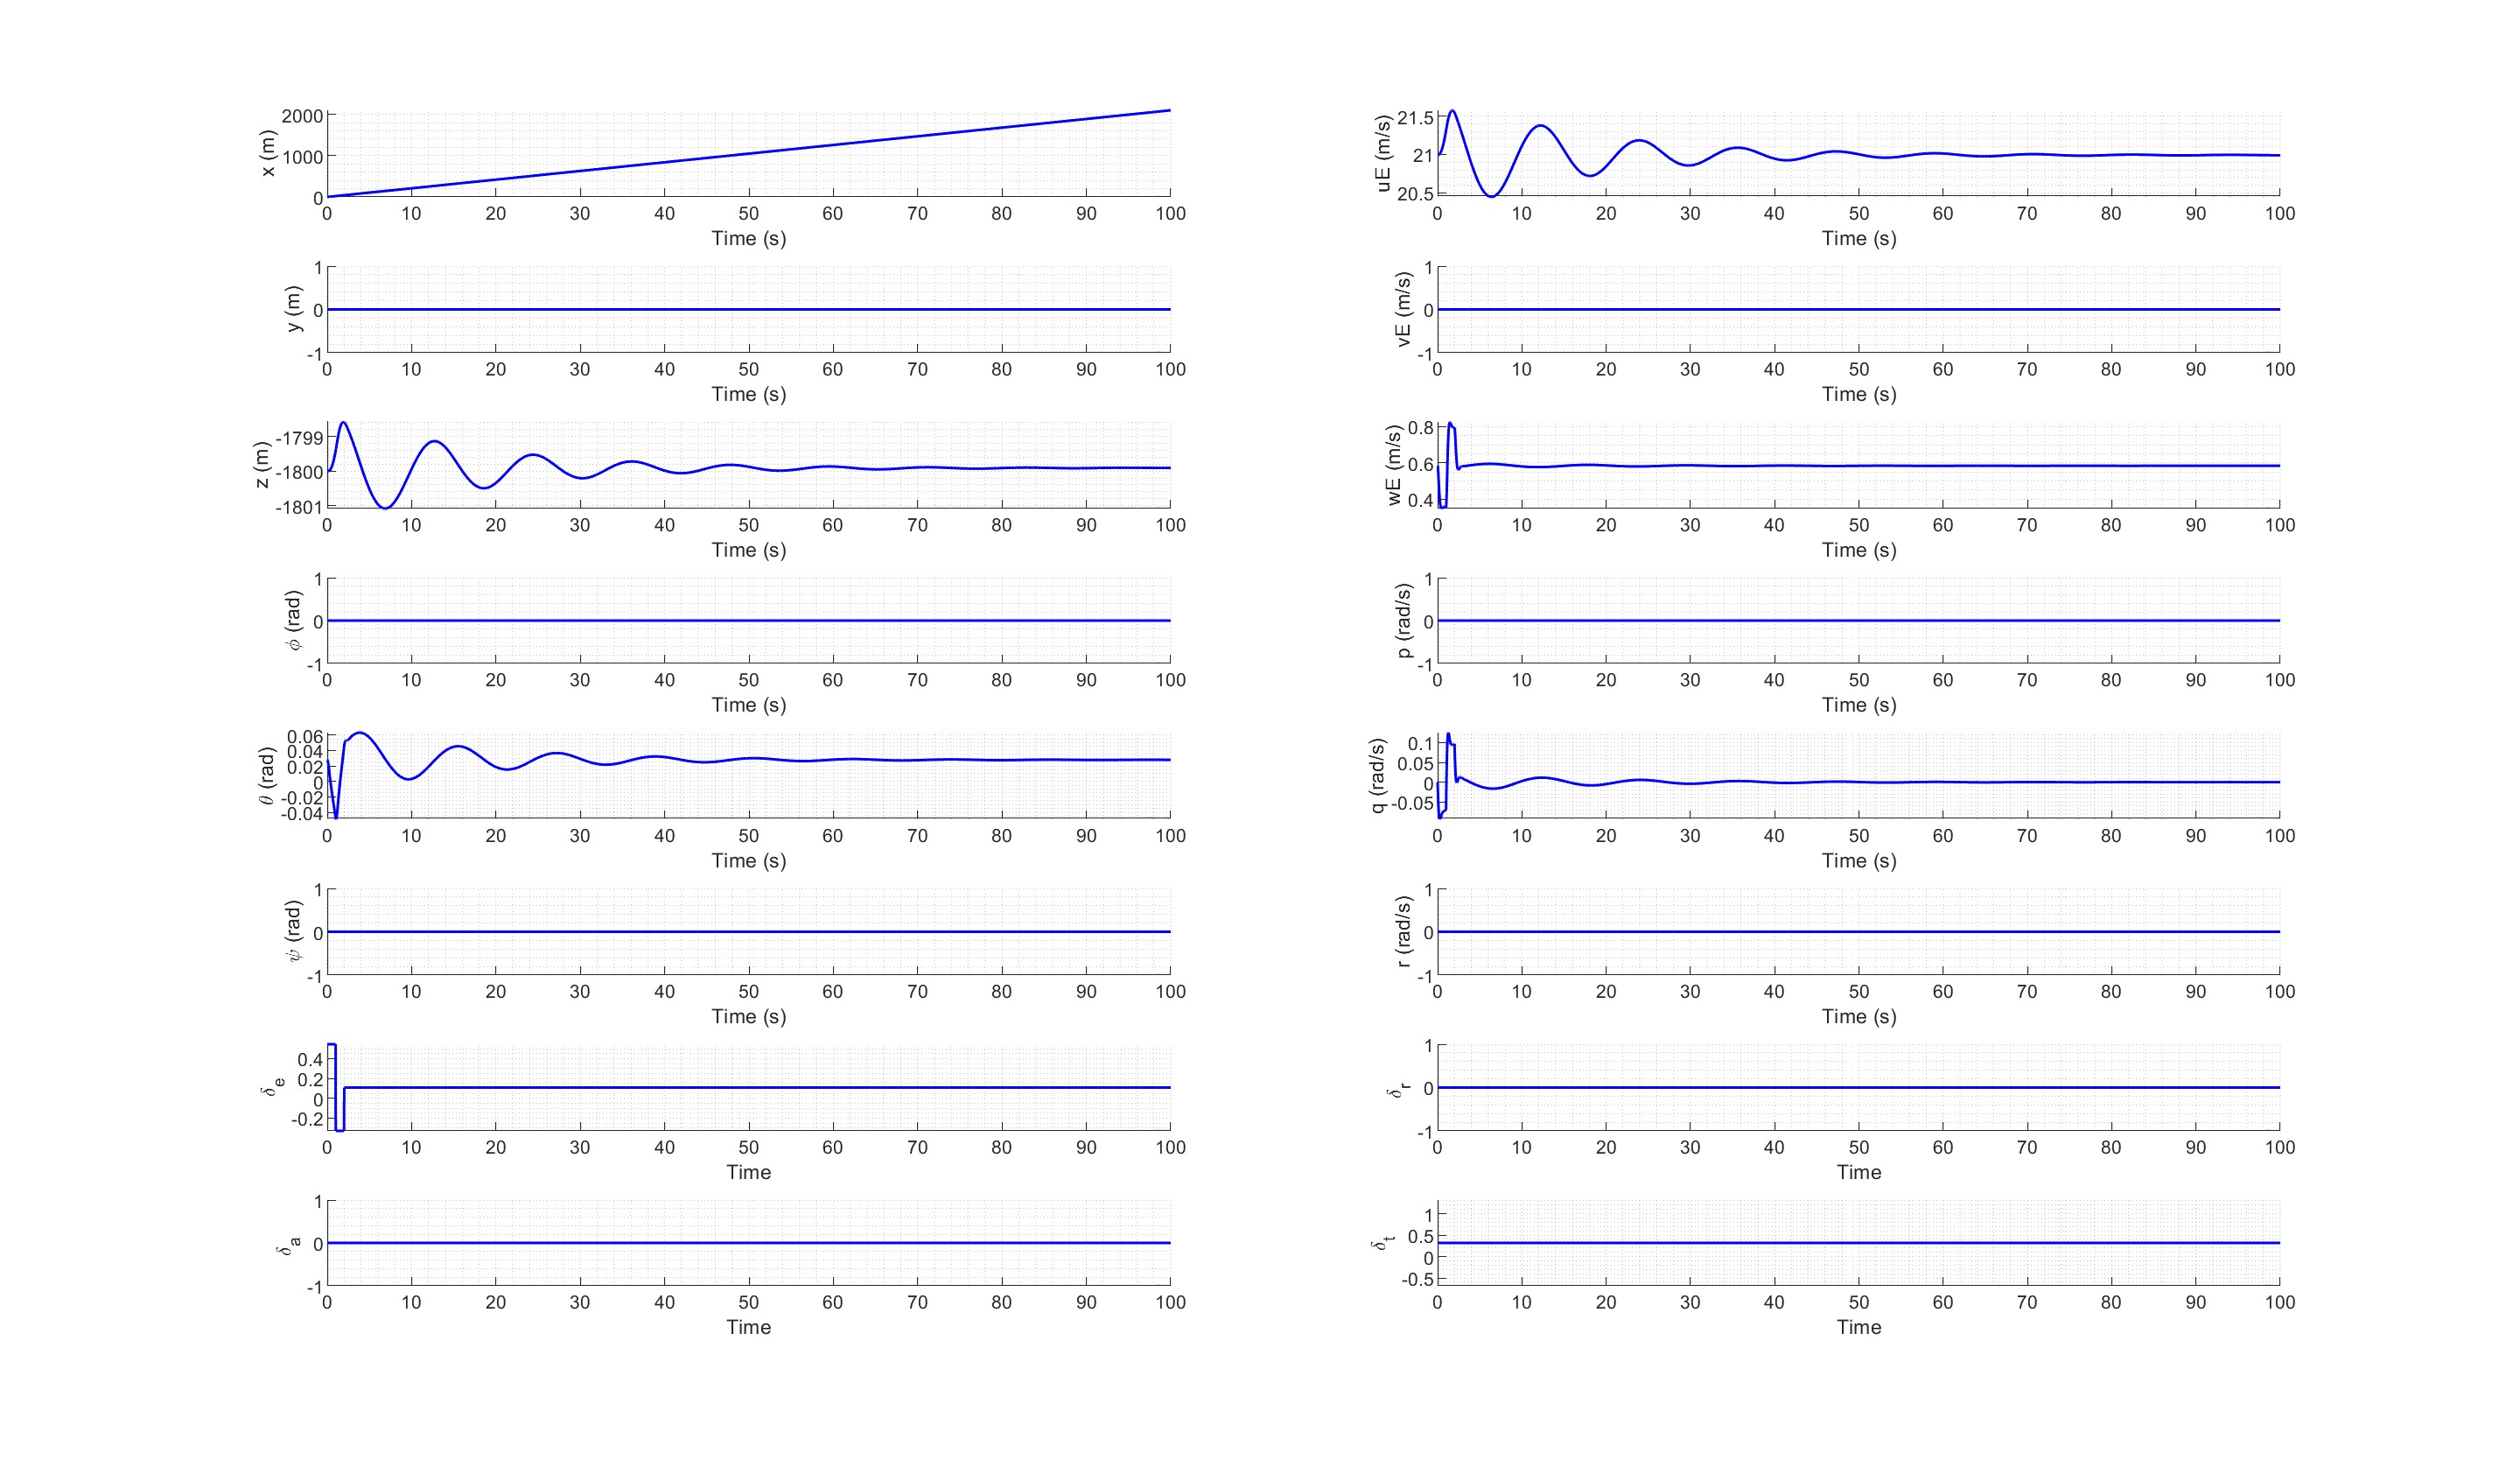 x (m)
2000
1000
0
0 10 20 30 40 50 60 70 80 90 100
Time (s)
uE (m/s)
21.5
21
20.5
0 10 20 30 40 50 60 70 80 90 100
Time (s)
y (m)
1
0
-1
0 10 20 30 40 50 60 70 80 90 100
Time (s)
vE (m/s)
1
0
-1
0 10 20 30 40 50 60 70 80 90 100
Time (s)
z (m)
-1799
-1800
-1801
0 10 20 30 40 50 60 70 80 90 100
Time (s)
wE (m/s)
0.8
0.6
0.4
0 10 20 30 40 50 60 70 80 90 100
Time (s)
ϕ (rad)
1
0
-1
0 10 20 30 40 50 60 70 80 90 100
Time (s)
p (rad/s)
1
0
-1
0 10 20 30 40 50 60 70 80 90 100
Time (s)
θ (rad)
0.06
0.04
0.02
0
-0.02
-0.04
0 10 20 30 40 50 60 70 80 90 100
Time (s)
q (rad/s)
0.1
0.05
0
-0.05
0 10 20 30 40 50 60 70 80 90 100
Time (s)
ψ (rad)
1
0
-1
0 10 20 30 40 50 60 70 80 90 100
Time (s)
r (rad/s)
1
0
-1
0 10 20 30 40 50 60 70 80 90 100
Time (s)
δe
0.4
0.2
0
-0.2
0 10 20 30 40 50 60 70 80 90 100
Time
δr
1
0
-1
0 10 20 30 40 50 60 70 80 90 100
Time
δa
1
0
-1
0 10 20 30 40 50 60 70 80 90 100
Time
δt
1
0.5
0
-0.5
0 10 20 30 40 50 60 70 80 90 100
Time